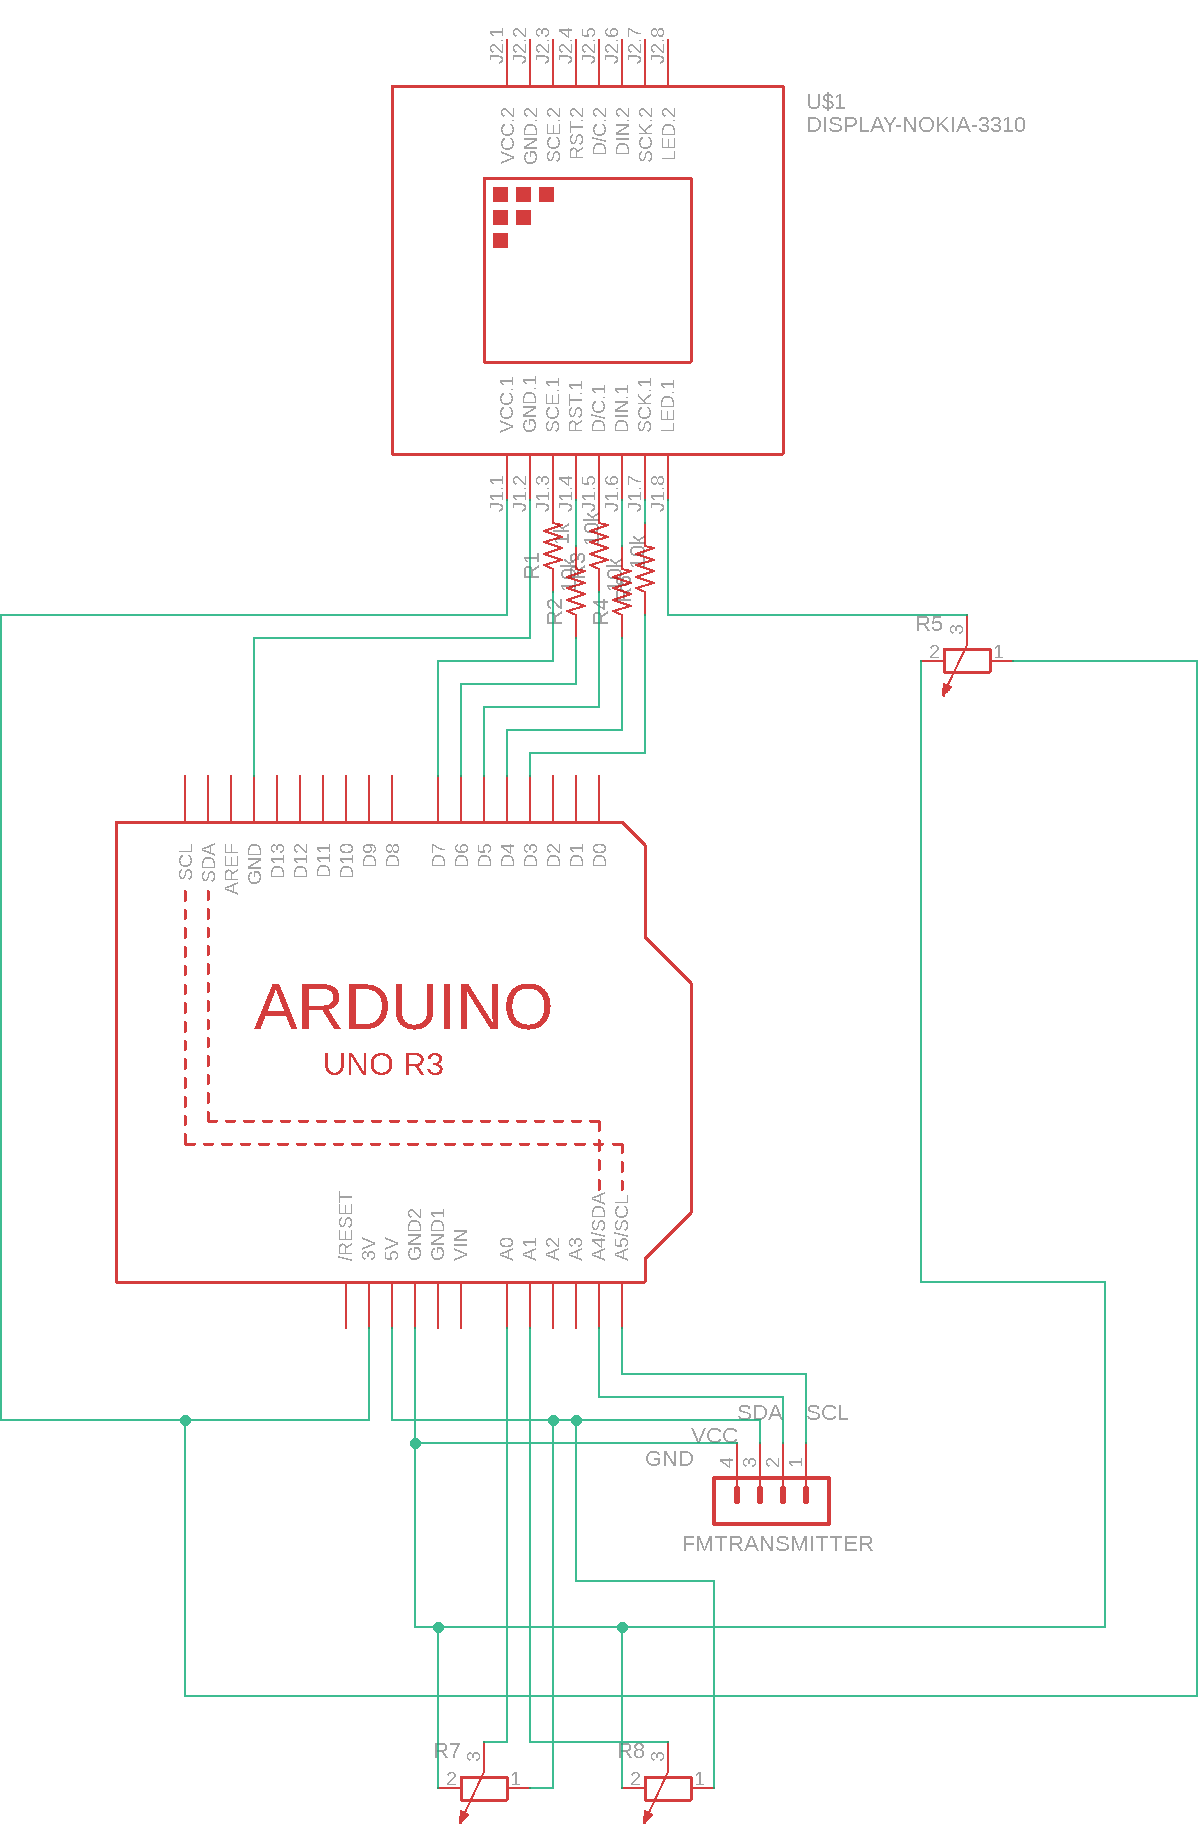 J2.1 J2.2 J2.3 J2.4 J2.5 J2.6 J2.7 J2.8
U$1
DISPLAY-NOKIA-3310
VCC.2 GND.2 SCE.2 RST.2 D/C.2 DIN.2 SCK.2 LED.2
VCC.1 GND.1 SCE.1 RST.1 D/C.1 DIN.1 SCK.1 LED.1
J1.1 J1.2 J1.3 J1.4 J1.5 J1.6 J1.7 J1.8
R1 1k
R2 10k
R3 10k
R4 10k
10k
R5 3
2 1
SCL SDA AREF GND D13 D12 D11 D10 D9 D8 D7 D6 D5 D4 D3 D2 D1 D0
ARDUINO
UNO R3
/RESET 3V 5V GND2 GND1 VIN A0 A1 A2 A3 A4/SDA A5/SCL
SDA SCL
VCC
GND
4 3 2 1
FMTRANSMITTER
R7 3
2 1
R8 3
2 1